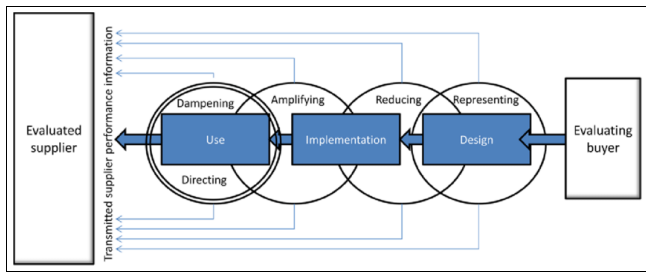 Evaluated
supplier
Transmitted supplier performance information
Dampening
Amplifying
Reducing
Representing
Use
Implementation
Design
Directing
Evaluating
buyer